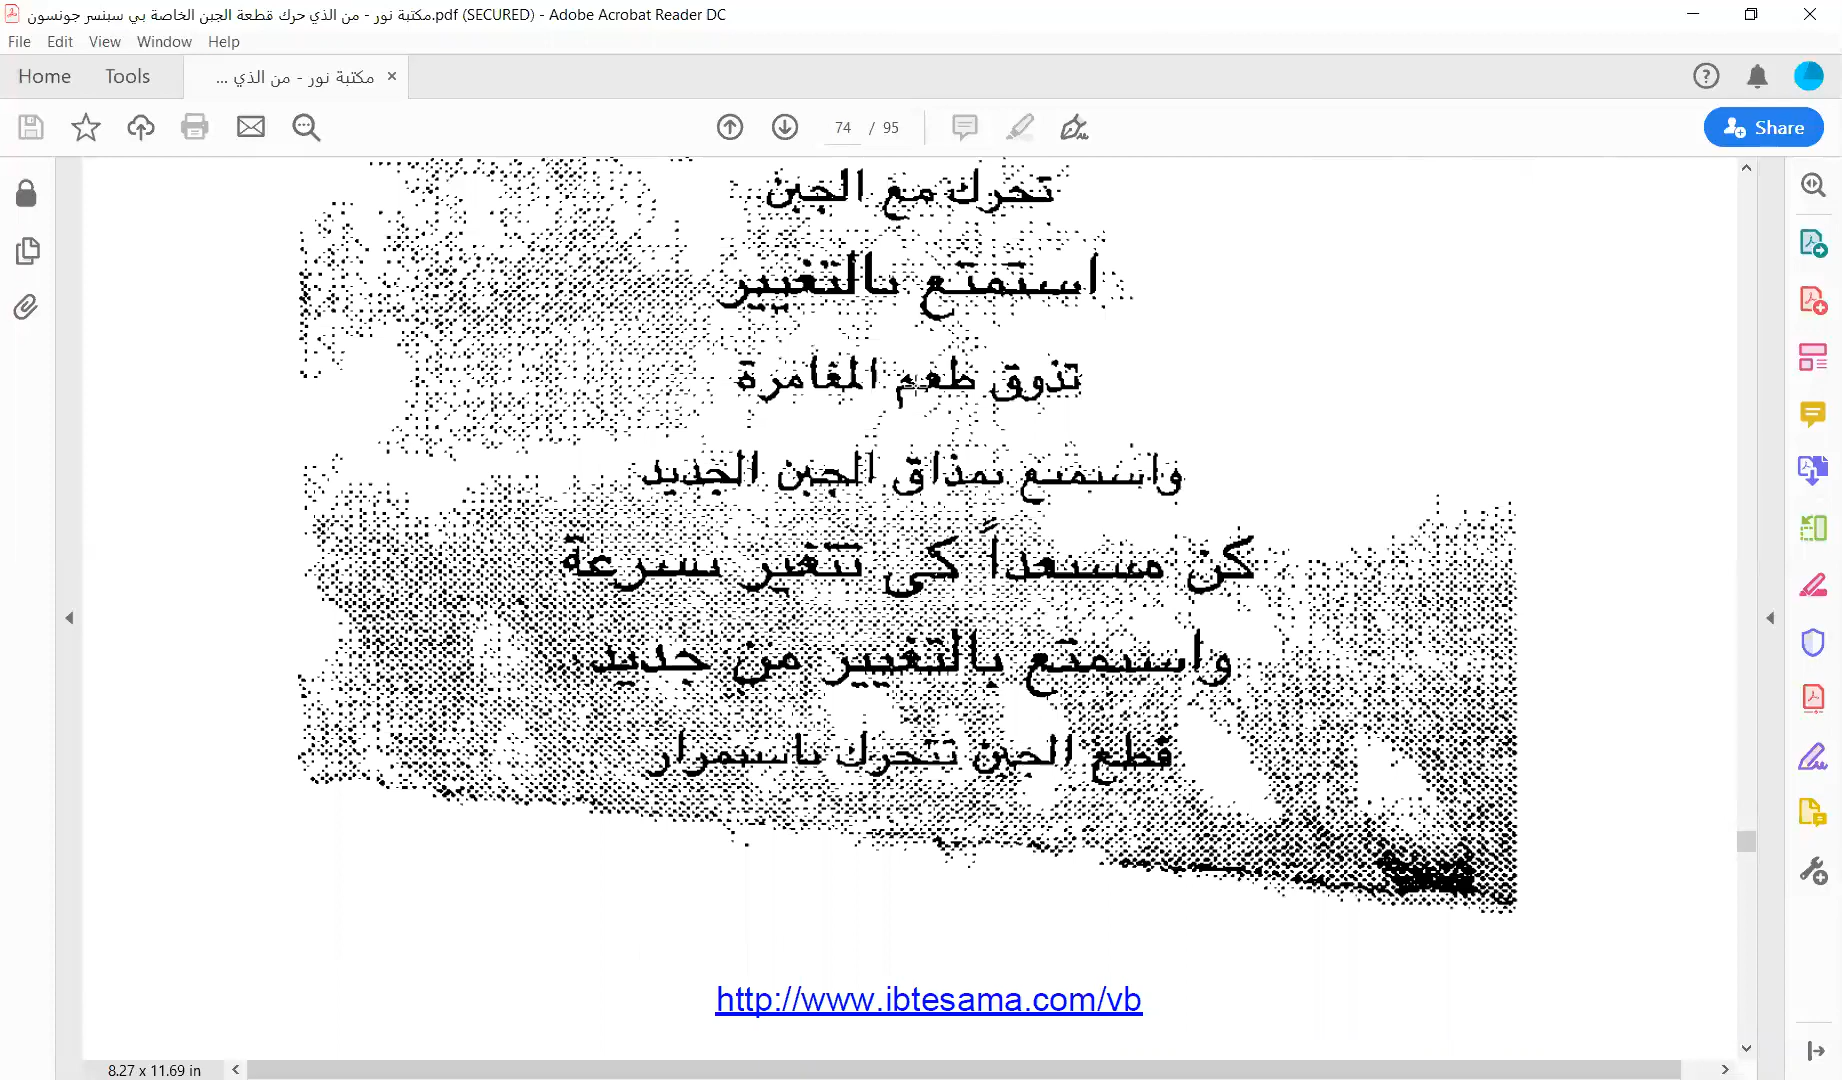 مكتبة نور - من الذي حرك قطعة الجبن الخاصة بي سبنسر جونسون.pdf (SECURED) - Adobe Acrobat Reader DC
File Edit View Window Help
Home Tools مكتبة نور - من الذي ...
74 / 95
Share
تحرك مع الجبن
استمتع بالتغيير
تذوق طعم المغامرة
واستمتع بمذاق الجبن الجديد
كن مستعداً كى تتغير بسرعة
واستمتع بالتغيير من جديد
قطع الجبن تتحرك باستمرار
http://www.ibtesama.com/vb
8.27 x 11.69 in